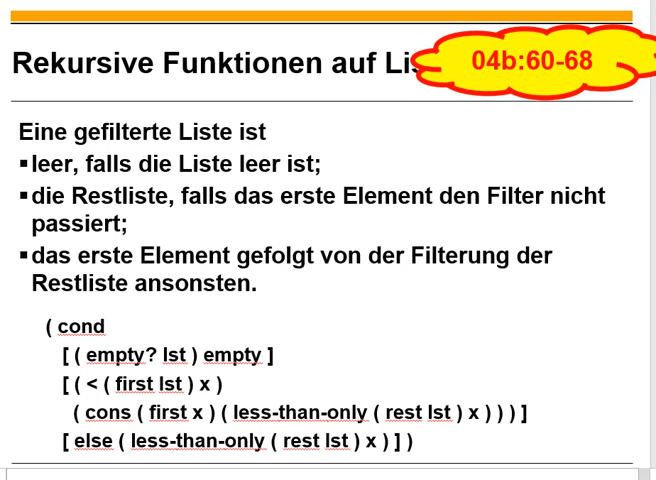 Rekursive Funktionen auf
04b:60-68
Eine gefilterte Liste ist
▪ leer, falls die Liste leer ist;
▪ die Restliste, falls das erste Element den Filter nicht
passiert;
▪ das erste Element gefolgt von der Filterung der
Restliste ansonsten.
( cond
[ ( empty? lst ) empty ]
[ ( < ( first lst ) x )
( cons ( first x ) ( less-than-only ( rest lst ) x ) ) ) ]
[ else ( less-than-only ( rest lst ) x ) ] )